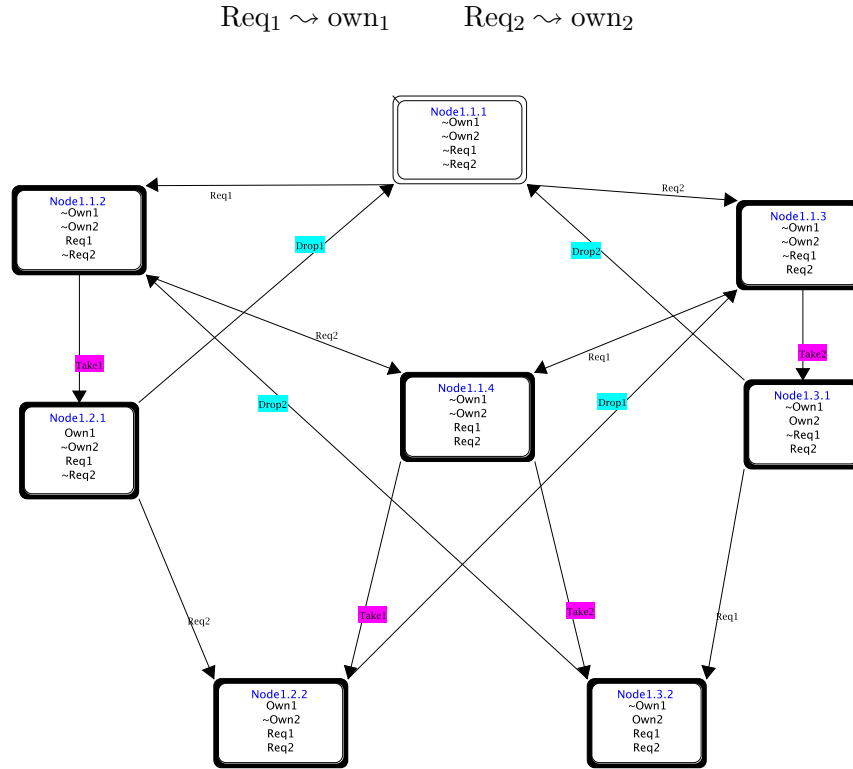 Req₁ ⤳ own₁ Req₂ ⤳ own₂
Node1.1.1
~Own1
~Own2
~Req1
~Req2
Req1
Req2
Node1.1.2
~Own1
~Own2
Req1
~Req2
Node1.1.3
~Own1
~Own2
~Req1
Req2
Drop1
Drop2
Req2
Req1
Take1
Take2
Node1.1.4
~Own1
~Own2
Req1
Req2
Drop2
Drop1
Node1.2.1
Own1
~Own2
Req1
~Req2
Node1.3.1
~Own1
Own2
~Req1
Req2
Req2
Take1
Take2
Req1
Node1.2.2
Own1
~Own2
Req1
Req2
Node1.3.2
~Own1
Own2
Req1
Req2